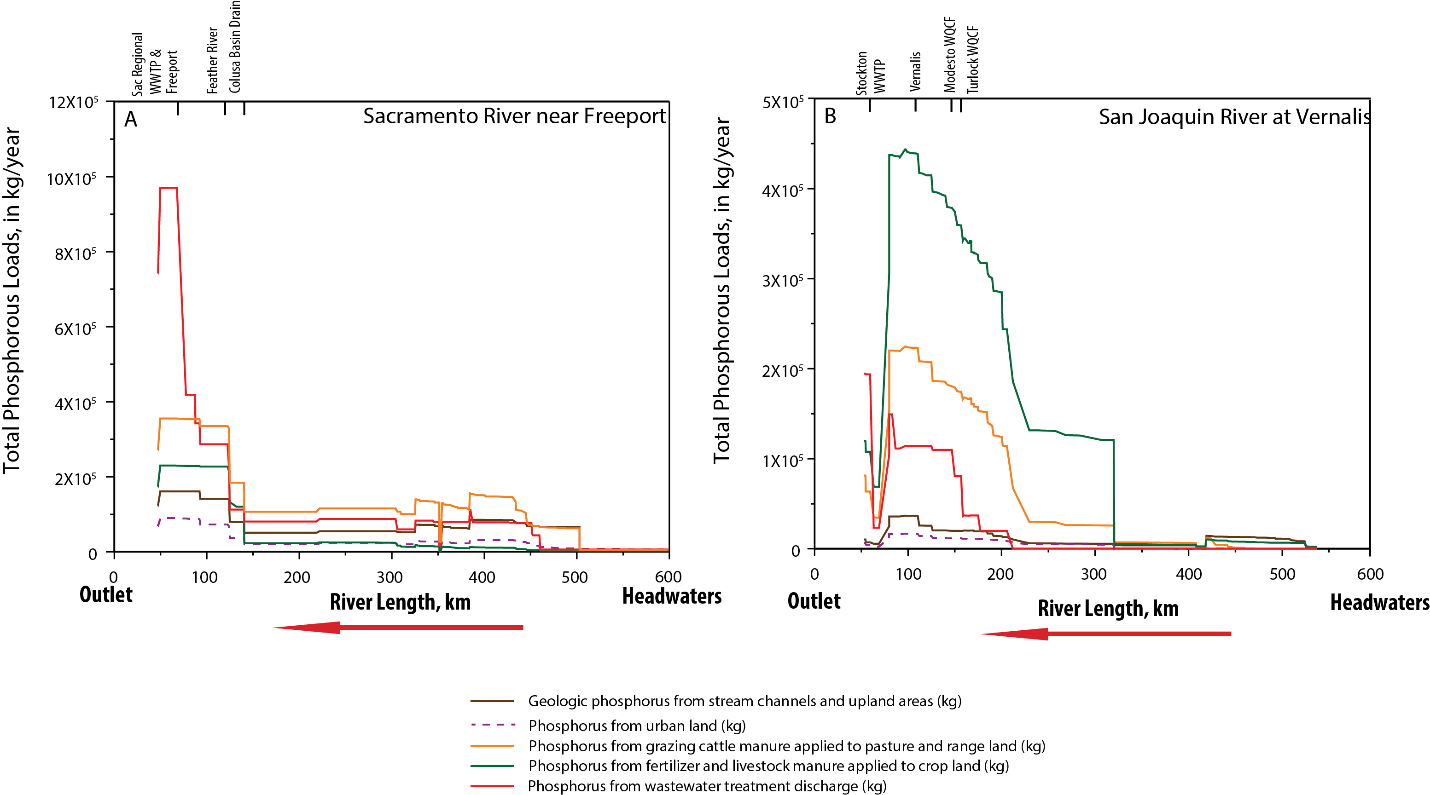 Sac Regional
WWTP &
Freeport
Feather River
Colusa Basin Drain
Total Phosphorous Loads, in kg/year
12X10⁵
10X10⁵
8X10⁵
6X10⁵
4X10⁵
2X10⁵
0
A
Sacramento River near Freeport
0 100 200 300 400 500 600
Outlet
River Length, km
Headwaters
Stockton
WWTP
Vernalis
Modesto WQCF
Turlock WQCF
Total Phosphorous Loads, in kg/year
5X10⁵
4X10⁵
3X10⁵
2X10⁵
1X10⁵
0
B
San Joaquin River at Vernalis
0 100 200 300 400 500 600
Outlet
River Length, km
Headwaters
Geologic phosphorus from stream channels and upland areas (kg)
Phosphorus from urban land (kg)
Phosphorus from grazing cattle manure applied to pasture and range land (kg)
Phosphorus from fertilizer and livestock manure applied to crop land (kg)
Phosphorus from wastewater treatment discharge (kg)